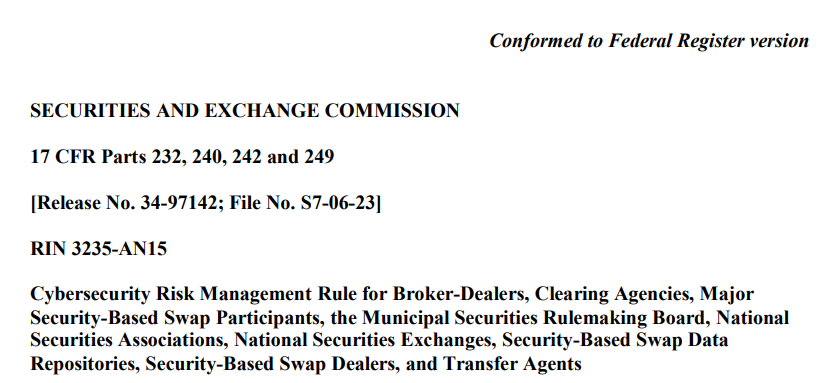 Conformed to Federal Register version
SECURITIES AND EXCHANGE COMMISSION
17 CFR Parts 232, 240, 242 and 249
[Release No. 34-97142; File No. S7-06-23]
RIN 3235-AN15
Cybersecurity Risk Management Rule for Broker-Dealers, Clearing Agencies, Major
Security-Based Swap Participants, the Municipal Securities Rulemaking Board, National
Securities Associations, National Securities Exchanges, Security-Based Swap Data
Repositories, Security-Based Swap Dealers, and Transfer Agents